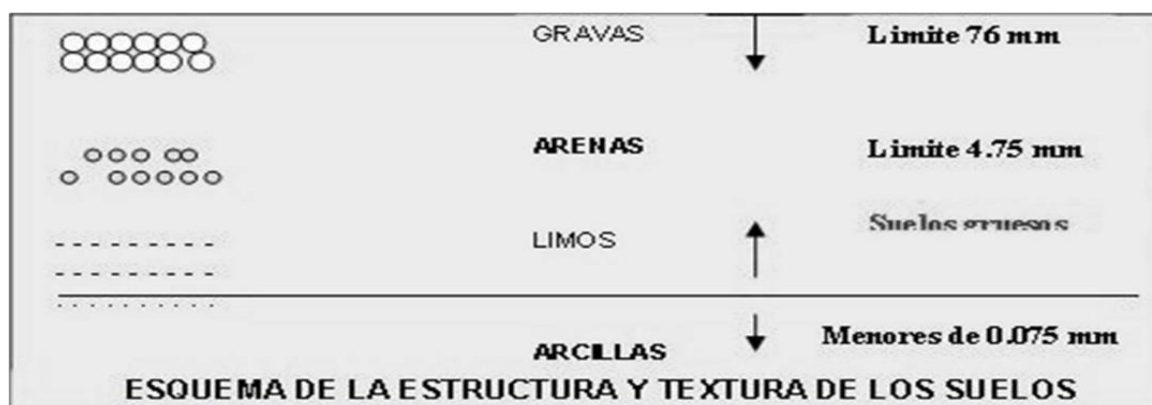 GRAVAS Limite 76 mm
ARENAS Limite 4.75 mm
LIMOS Suelos gruesos
ARCILLAS Menores de 0.075 mm
ESQUEMA DE LA ESTRUCTURA Y TEXTURA DE LOS SUELOS